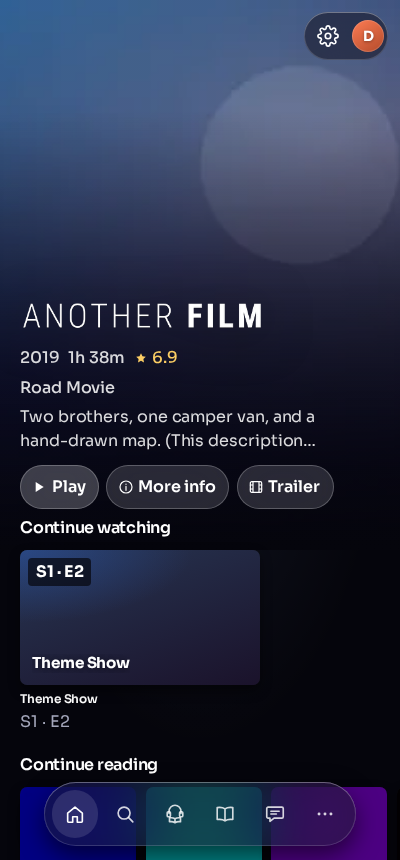 D
ANOTHER FILM
2019 1h 38m ★ 6.9
Road Movie
Two brothers, one camper van, and a
hand-drawn map. (This description...
Play
More info
Trailer
Continue watching
S1 · E2
Theme Show
Theme Show
S1 · E2
Continue reading